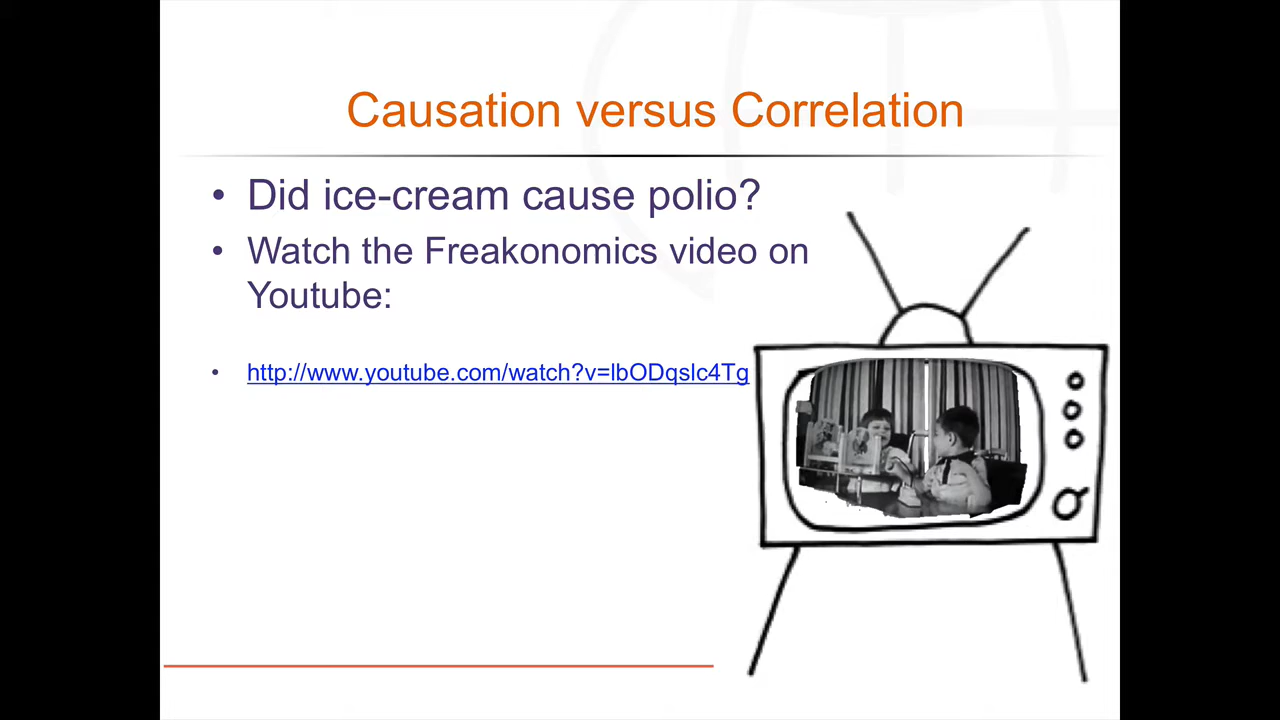 Causation versus Correlation
• Did ice-cream cause polio?
• Watch the Freakonomics video on
Youtube:
• http://www.youtube.com/watch?v=lbODqslc4Tg